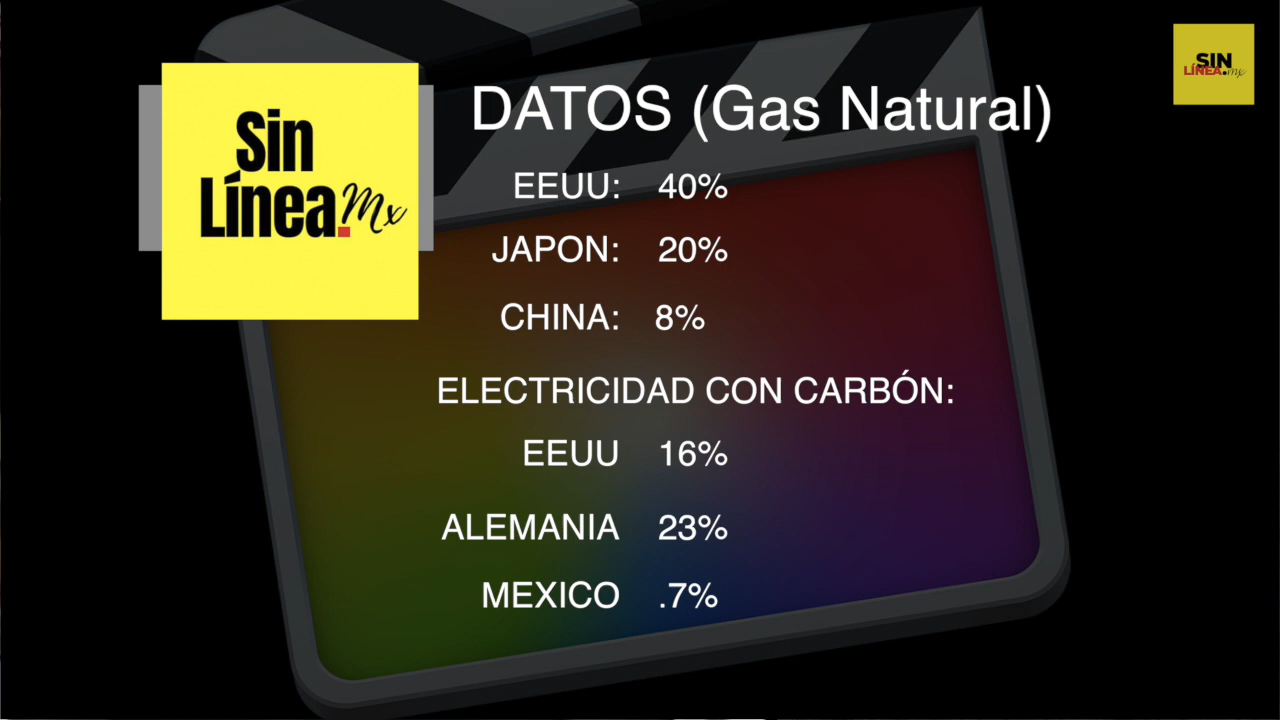 Sin
Línea.Mx
SIN
LÍNEA.mx
DATOS (Gas Natural)
EEUU: 40%
JAPON: 20%
CHINA: 8%
ELECTRICIDAD CON CARBÓN:
EEUU 16%
ALEMANIA 23%
MEXICO .7%